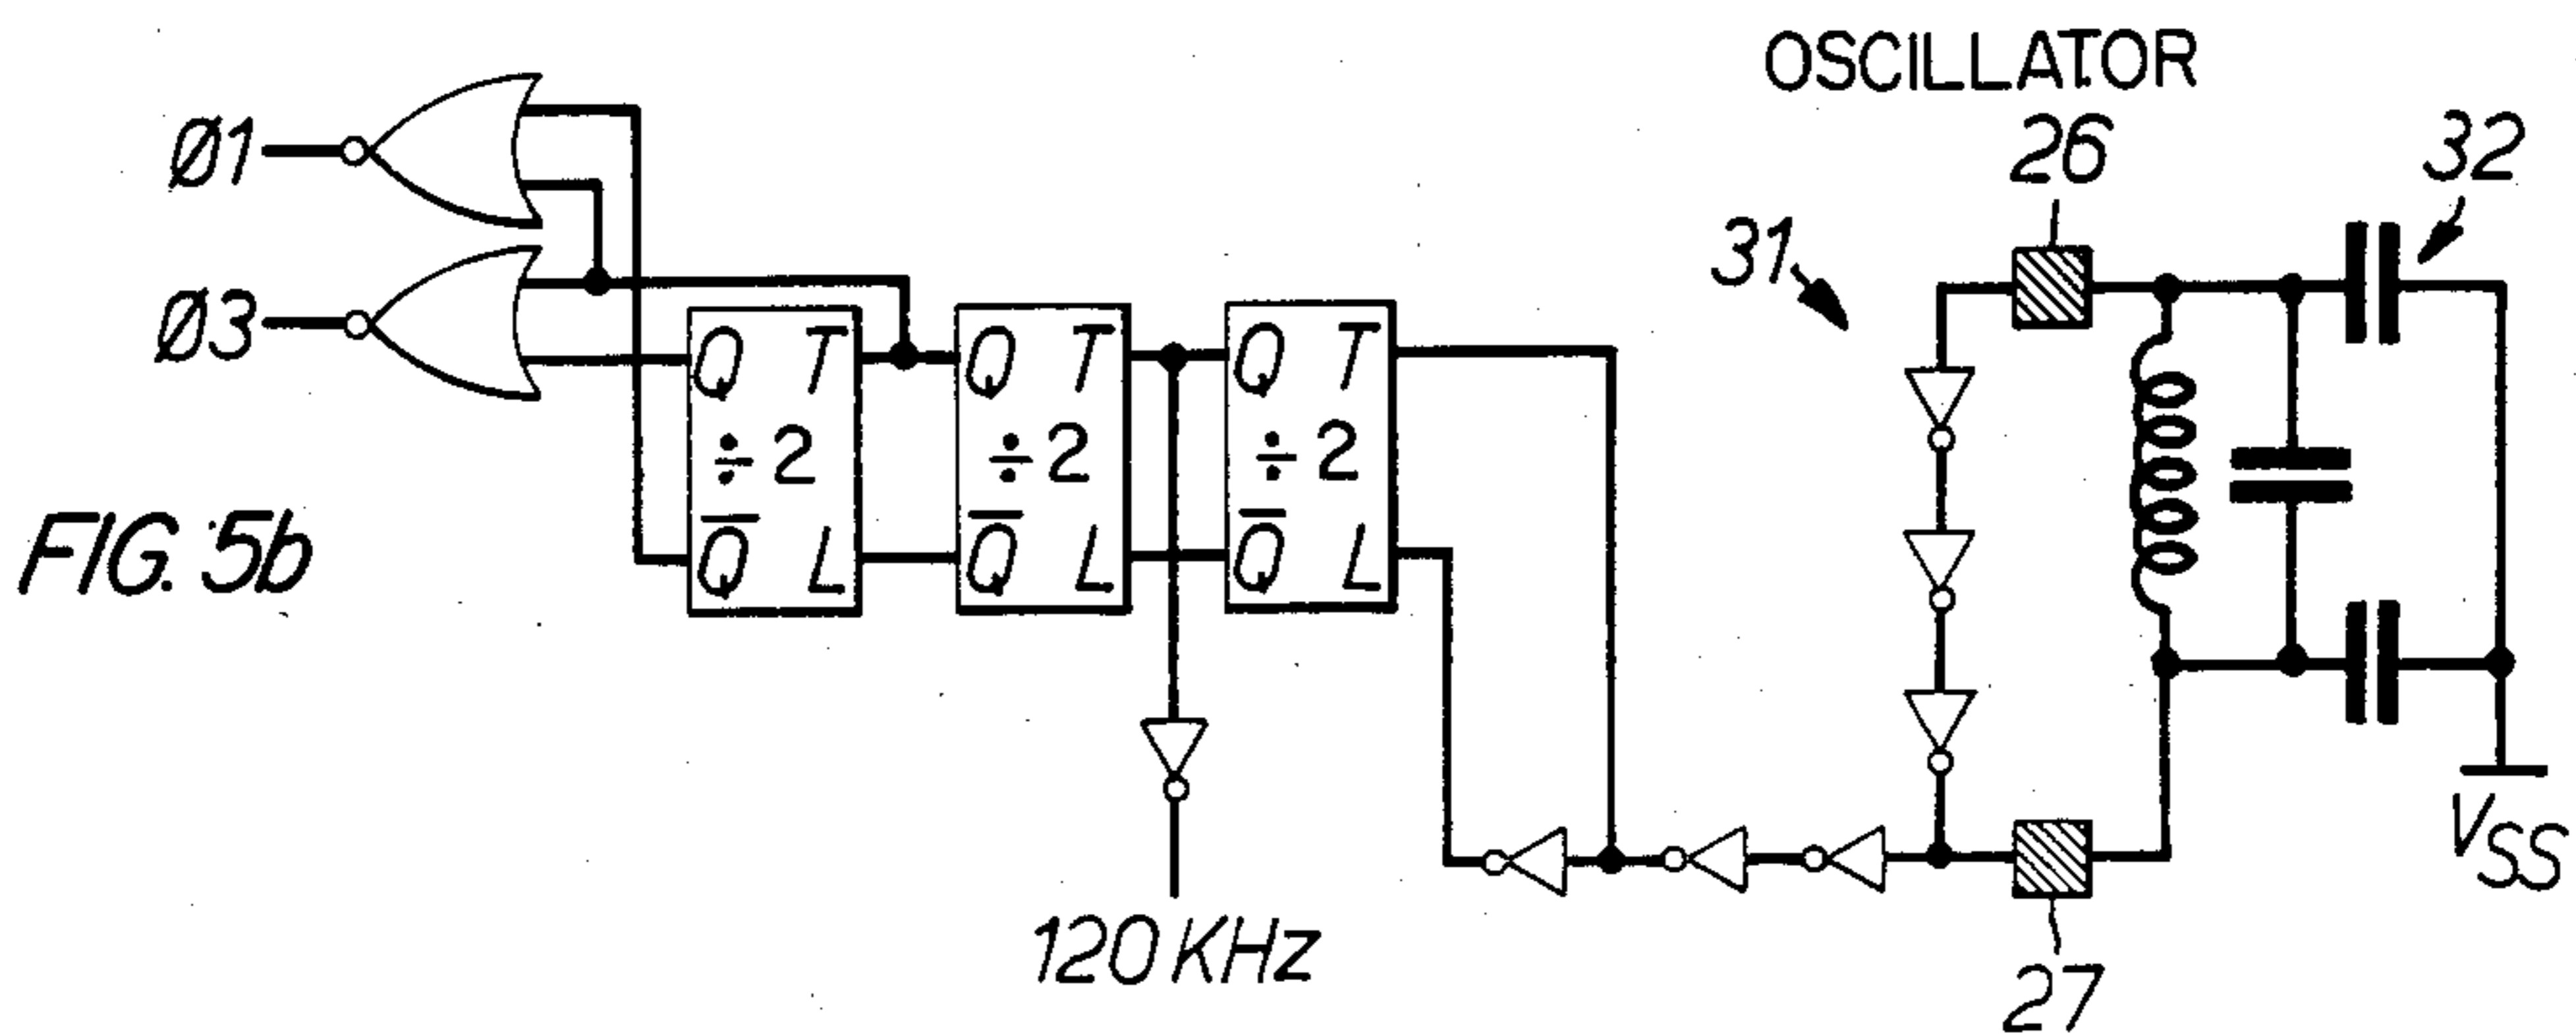 OSCILLATOR
26
32
31
Ø1
Ø3
Q T
÷2
Q̅ L
Q T
÷2
Q̅ L
Q T
÷2
Q̅ L
FIG. 5b
120 KHz
27
VSS